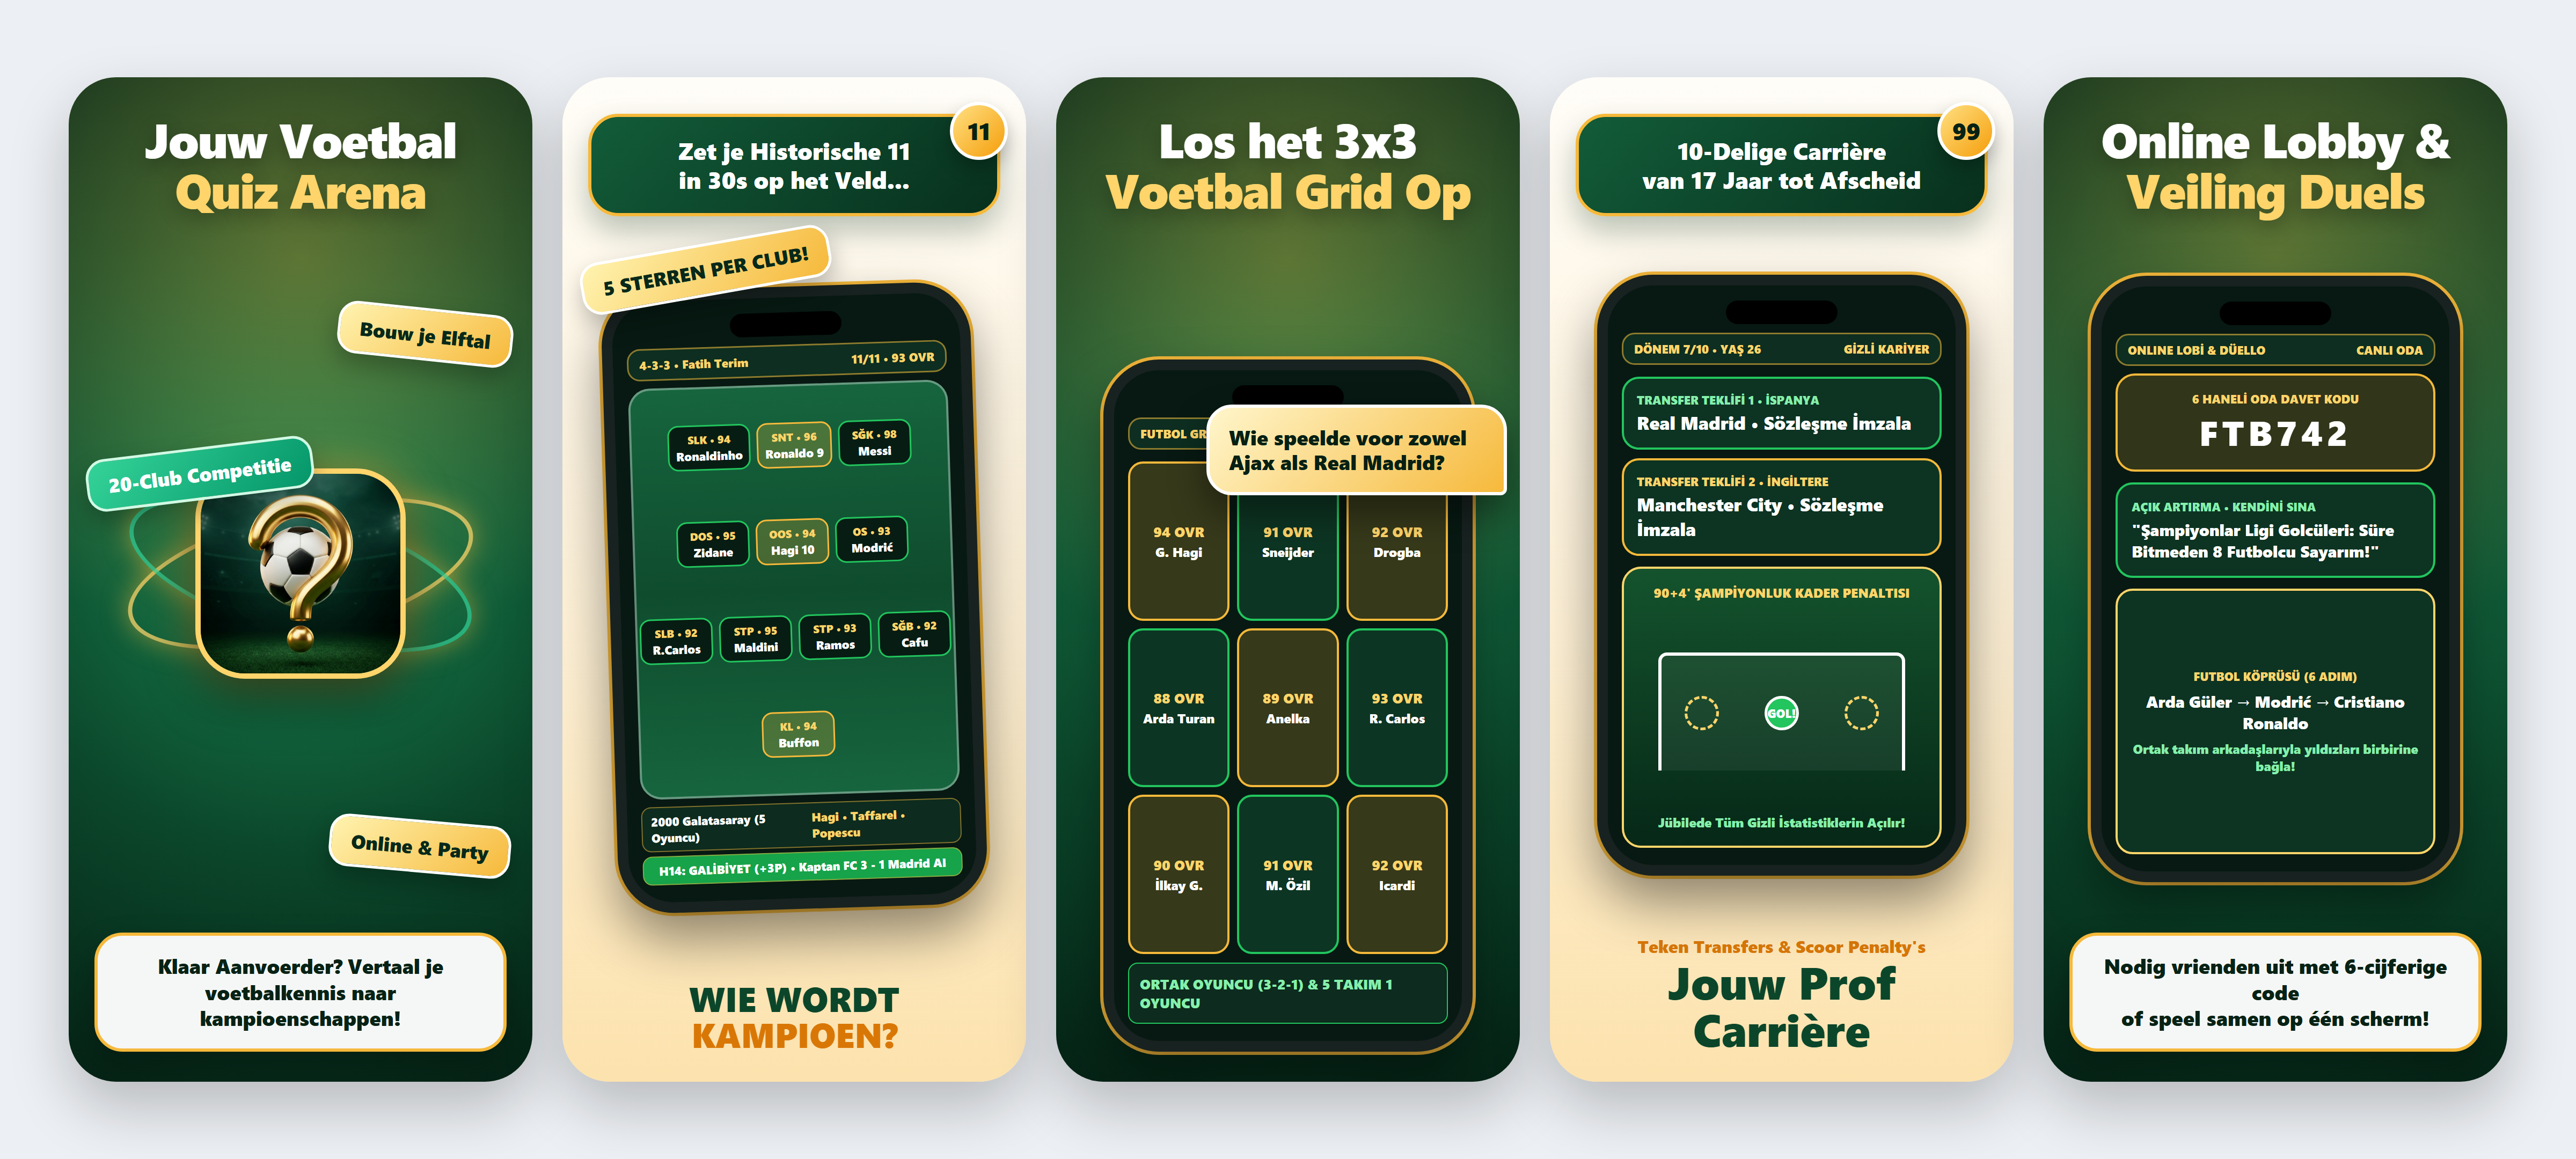 Jouw Voetbal
Quiz Arena
Bouw je Elftal
20-Club Competitie
Online & Party
Klaar Aanvoerder? Vertaal je
voetbalkennis naar
kampioenschappen!
11
Zet je Historische 11
in 30s op het Veld...
5 STERREN PER CLUB!
4-3-3 • Fatih Terim
11/11 • 93 OVR
SLK • 94
Ronaldinho
SNT • 96
Ronaldo 9
SĞK • 98
Messi
DOS • 95
Zidane
OOS • 94
Hagi 10
OS • 93
Modrić
SLB • 92
R.Carlos
STP • 95
Maldini
STP • 93
Ramos
SĞB • 92
Cafu
KL • 94
Buffon
2000 Galatasaray (5
Oyuncu)
Hagi • Taffarel •
Popescu
H14: GALİBİYET (+3P) • Kaptan FC 3 - 1 Madrid AI
WIE WORDT
KAMPIOEN?
Los het 3x3
Voetbal Grid Op
FUTBOL GR
Wie speelde voor zowel
Ajax als Real Madrid?
94 OVR
G. Hagi
91 OVR
Sneijder
92 OVR
Drogba
88 OVR
Arda Turan
89 OVR
Anelka
93 OVR
R. Carlos
90 OVR
İlkay G.
91 OVR
M. Özil
92 OVR
Icardi
ORTAK OYUNCU (3-2-1) & 5 TAKIM 1
OYUNCU
99
10-Delige Carrière
van 17 Jaar tot Afscheid
DÖNEM 7/10 • YAŞ 26
GİZLİ KARİYER
TRANSFER TEKLİFİ 1 • İSPANYA
Real Madrid • Sözleşme İmzala
TRANSFER TEKLİFİ 2 • İNGİLTERE
Manchester City • Sözleşme
İmzala
90+4' ŞAMPİYONLUK KADER PENALTISI
GOL!
Jübilede Tüm Gizli İstatistiklerin Açılır!
Teken Transfers & Scoor Penalty's
Jouw Prof
Carrière
Online Lobby &
Veiling Duels
ONLINE LOBİ & DÜELLO
CANLI ODA
6 HANELİ ODA DAVET KODU
FTB742
AÇIK ARTIRMA • KENDİNİ SINA
"Şampiyonlar Ligi Golcüleri: Süre
Bitmeden 8 Futbolcu Sayarım!"
FUTBOL KÖPRÜSÜ (6 ADIM)
Arda Güler → Modrić → Cristiano
Ronaldo
Ortak takım arkadaşlarıyla yıldızları birbirine
bağla!
Nodig vrienden uit met 6-cijferige
code
of speel samen op één scherm!